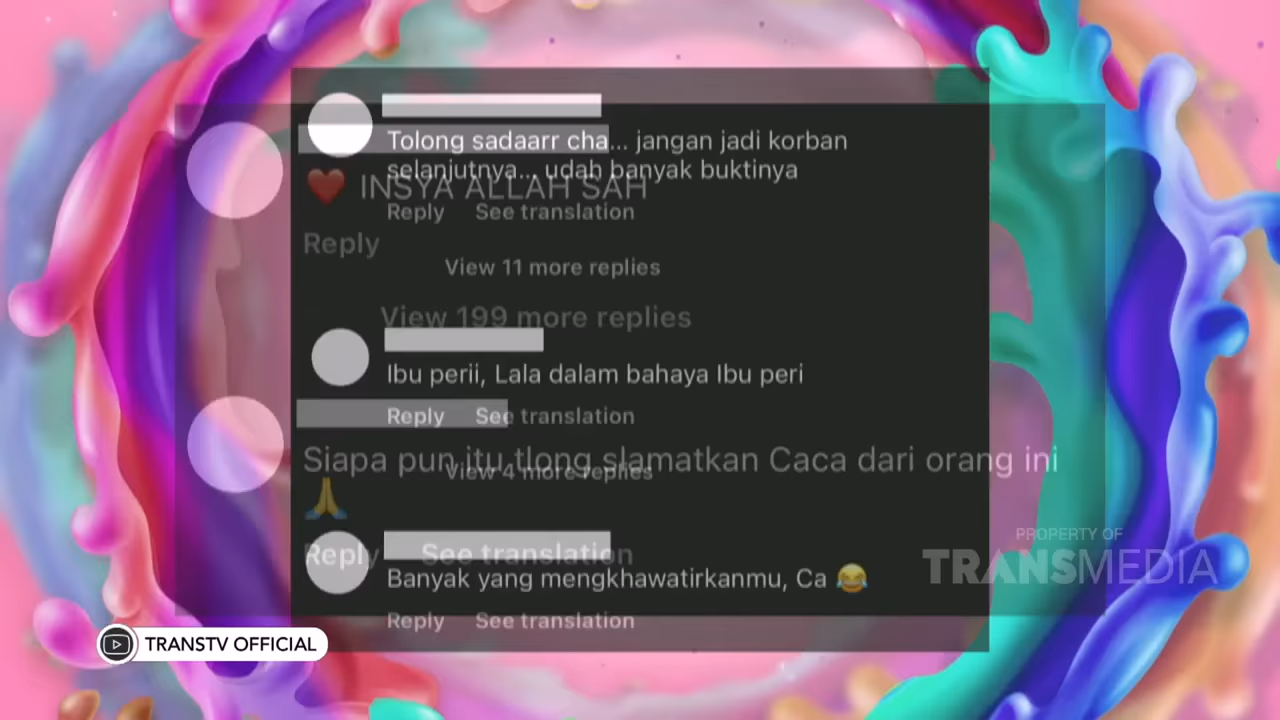 Tolong sadaarr cha... jangan jadi korban
selanjutnya... udah banyak buktinya
❤️ INSYA ALLAH SAH
Reply See translation
Reply
View 11 more replies
View 199 more replies
Ibu perii, Lala dalam bahaya Ibu peri
Reply See translation
Siapa pun itu tlong slamatkan Caca dari orang ini
View 4 more replies
🙏
Reply See translation
Banyak yang mengkhawatirkanmu, Ca 😂
Reply See translation
PROPERTY OF
TRANSMEDIA
TRANSTV OFFICIAL